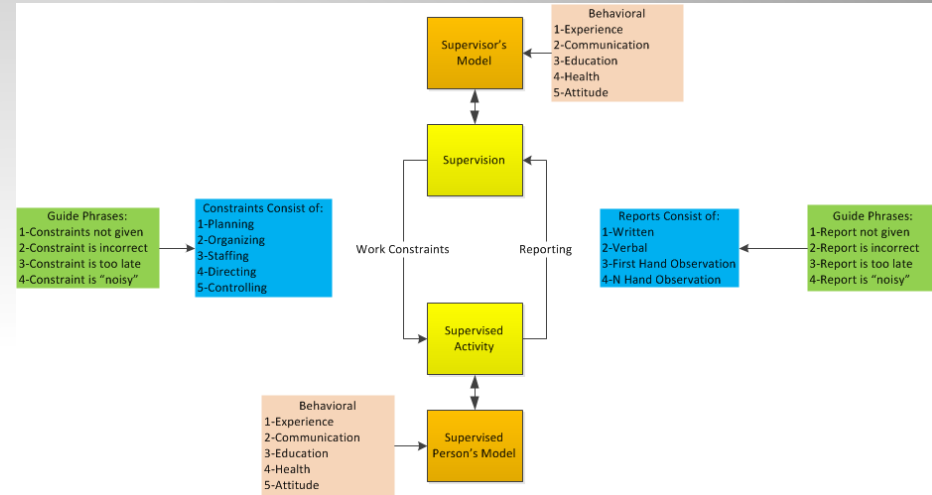 Behavioral
1-Experience
2-Communication
3-Education
4-Health
5-Attitude
Supervisor's
Model
Supervision
Guide Phrases:
1-Constraints not given
2-Constraint is incorrect
3-Constraint is too late
4-Constraint is “noisy”
Constraints Consist of:
1-Planning
2-Organizing
3-Staffing
4-Directing
5-Controlling
Work Constraints
Reporting
Reports Consist of:
1-Written
2-Verbal
3-First Hand Observation
4-N Hand Observation
Guide Phrases:
1-Report not given
2-Report is incorrect
3-Report is too late
4-Report is “noisy”
Supervised
Activity
Behavioral
1-Experience
2-Communication
3-Education
4-Health
5-Attitude
Supervised
Person's Model